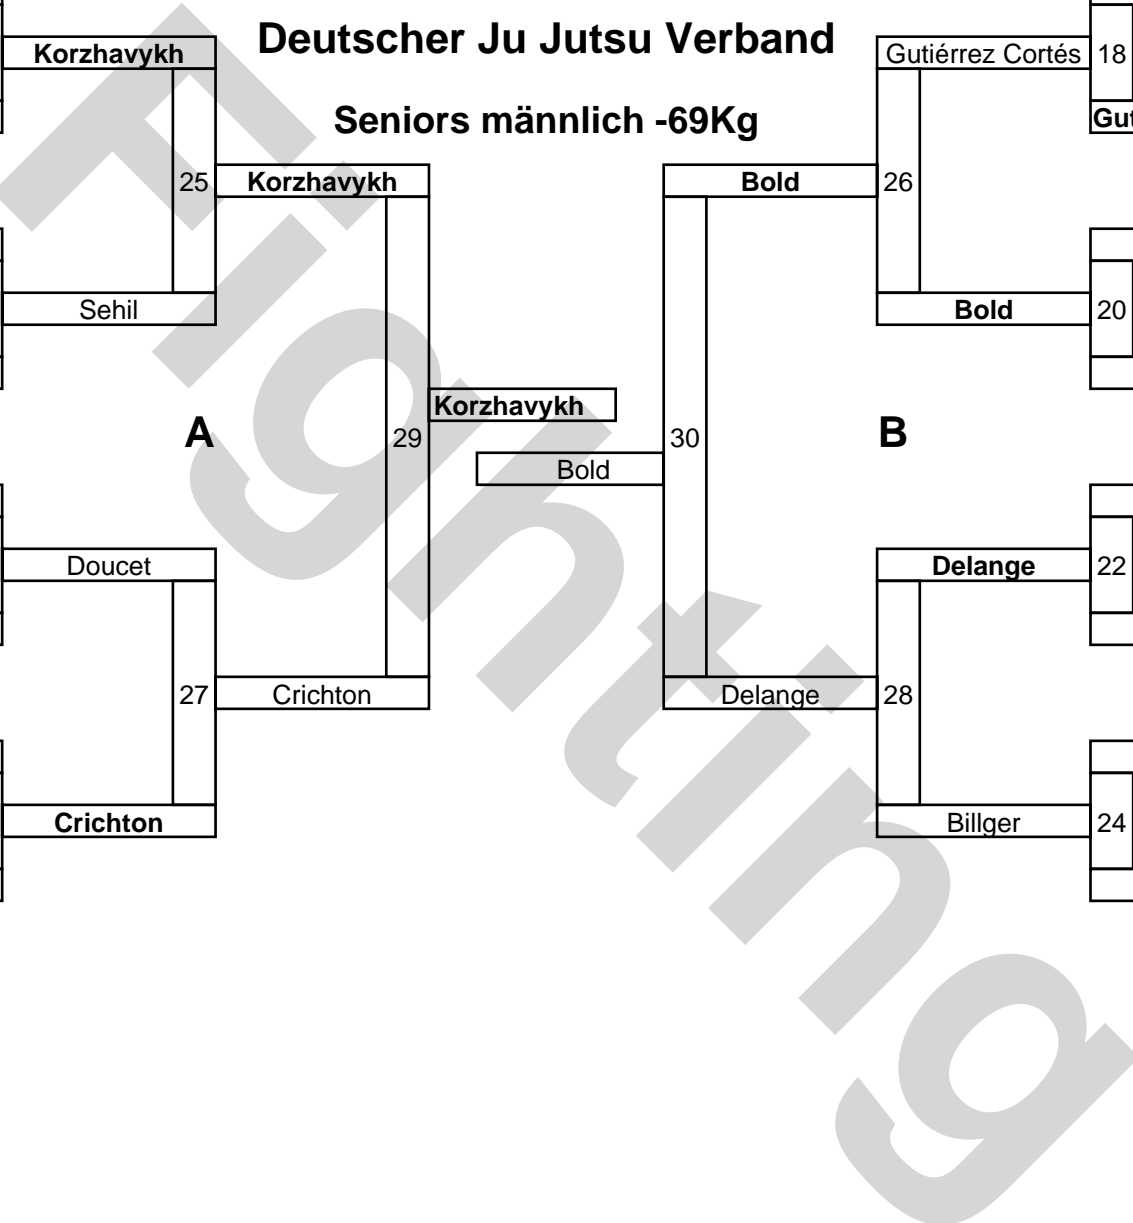 Deutscher Ju Jutsu Verband
Korzhavykh
Gutiérrez Cortés
18
Seniors männlich -69Kg
Gut
25
Korzhavykh
Bold
26
Sehil
Bold
20
Korzhavykh
A
29
30
B
Bold
Doucet
Delange
22
27
Crichton
Delange
28
Crichton
Billger
24
Fighting